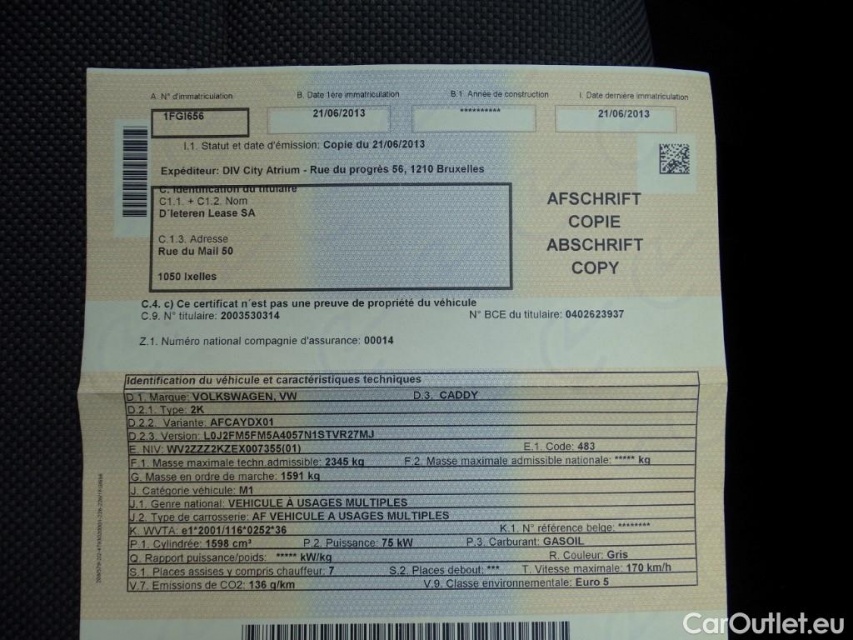 A. N° d'immatriculation B. Date 1ère immatriculation B.1. Année de construction I. Date dernière immatriculation
1FGI656 21/06/2013 ********** 21/06/2013
I.1. Statut et date d'émission: Copie du 21/06/2013
Expéditeur: DIV City Atrium - Rue du progrès 56, 1210 Bruxelles
C. Identification du titulaire
C1.1. + C1.2. Nom
D'Ieteren Lease SA
C.1.3. Adresse
Rue du Mail 50
1050 Ixelles
AFSCHRIFT
COPIE
ABSCHRIFT
COPY
C.4. c) Ce certificat n'est pas une preuve de propriété du véhicule
C.9. N° titulaire: 2003530314 N° BCE du titulaire: 0402623937
Z.1. Numéro national compagnie d'assurance: 00014
Identification du véhicule et caractéristiques techniques
D.1. Marque: VOLKSWAGEN, VW D.3. CADDY
D.2.1. Type: 2K
D.2.2. Variante: AFCAYDX01
D.2.3. Version: L0J2FM5FM5A4057N1STVR27MJ
E. NIV: WV2ZZZ2KZEX007355(01) E.1. Code: 483
F.1. Masse maximale techn.admissible: 2345 kg F.2. Masse maximale admissible nationale: ***** kg
G. Masse en ordre de marche: 1591 kg
J. Catégorie véhicule: M1
J.1. Genre national: VEHICULE À USAGES MULTIPLES
J.2. Type de carrosserie: AF VEHICULE A USAGES MULTIPLES
K. WVTA: e1*2001/116*0252*36 K.1. N° référence belge: ********
P.1. Cylindrée: 1598 cm³ P.2. Puissance: 75 kW P.3. Carburant: GASOIL
Q. Rapport puissance/poids: ***** kW/kg R. Couleur: Gris
S.1. Places assises y compris chauffeur: 7 S.2. Places debout: *** T. Vitesse maximale: 170 km/h
V.7. Emissions de CO2: 136 g/km V.9. Classe environnementale: Euro 5
CarOutlet.eu